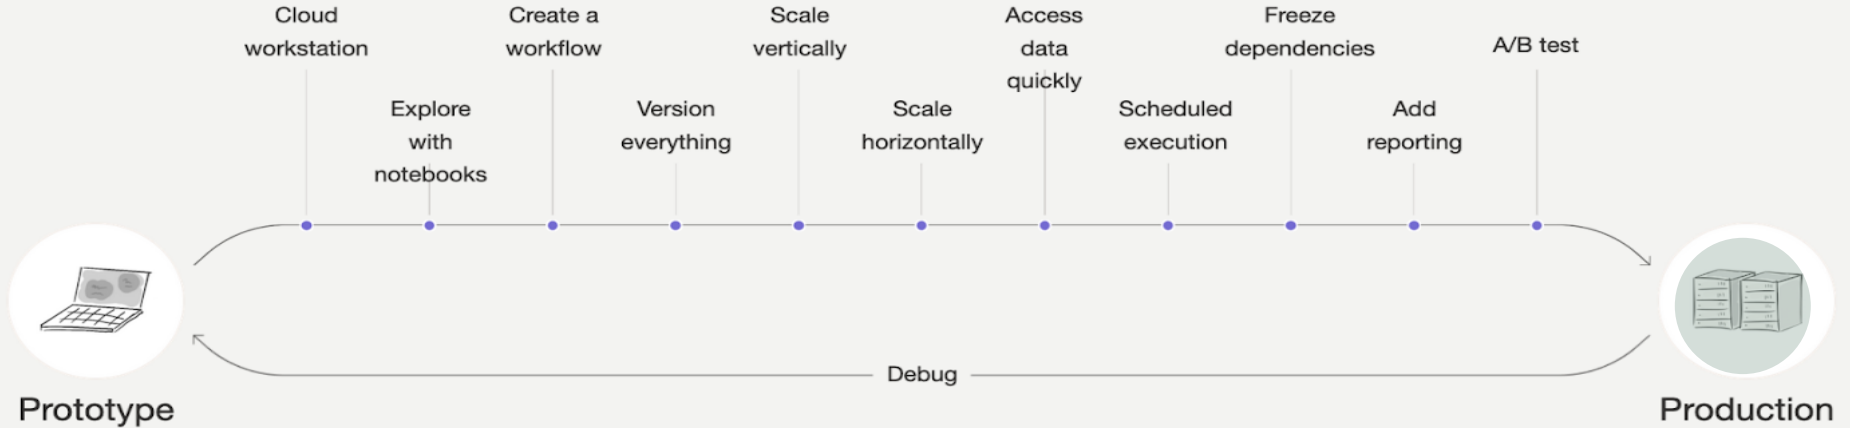 Cloud
workstation
Explore
with
notebooks
Create a
workflow
Version
everything
Scale
vertically
Scale
horizontally
Access
data
quickly
Scheduled
execution
Freeze
dependencies
Add
reporting
A/B test
Debug
Prototype
Production